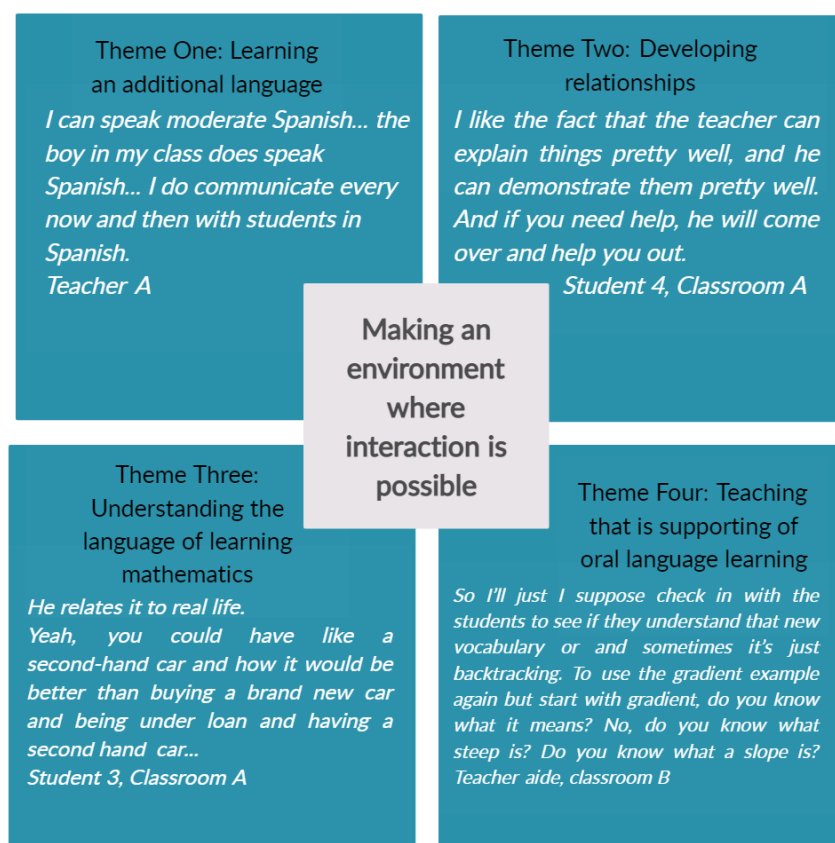 Theme One: Learning
an additional language
I can speak moderate Spanish... the
boy in my class does speak
Spanish... I do communicate every
now and then with students in
Spanish.
Teacher A
Theme Two: Developing
relationships
I like the fact that the teacher can
explain things pretty well, and he
can demonstrate them pretty well.
And if you need help, he will come
over and help you out.
Student 4, Classroom A
Making an
environment
where
interaction is
possible
Theme Three:
Understanding the
language of learning
mathematics
He relates it to real life.
Yeah, you could have like a
second-hand car and how it would be
better than buying a brand new car
and being under loan and having a
second hand car...
Student 3, Classroom A
Theme Four: Teaching
that is supporting of
oral language learning
So I'll just I suppose check in with the
students to see if they understand that new
vocabulary or and sometimes it's just
backtracking. To use the gradient example
again but start with gradient, do you know
what it means? No, do you know what
steep is? Do you know what a slope is?
Teacher aide, classroom B